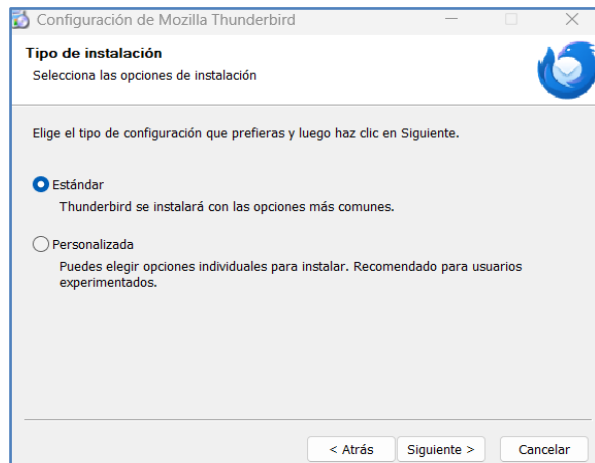 Configuración de Mozilla Thunderbird
Tipo de instalación
Selecciona las opciones de instalación
Elige el tipo de configuración que prefieras y luego haz clic en Siguiente.
Estándar
Thunderbird se instalará con las opciones más comunes.
Personalizada
Puedes elegir opciones individuales para instalar. Recomendado para usuarios
experimentados.
< Atrás
Siguiente >
Cancelar